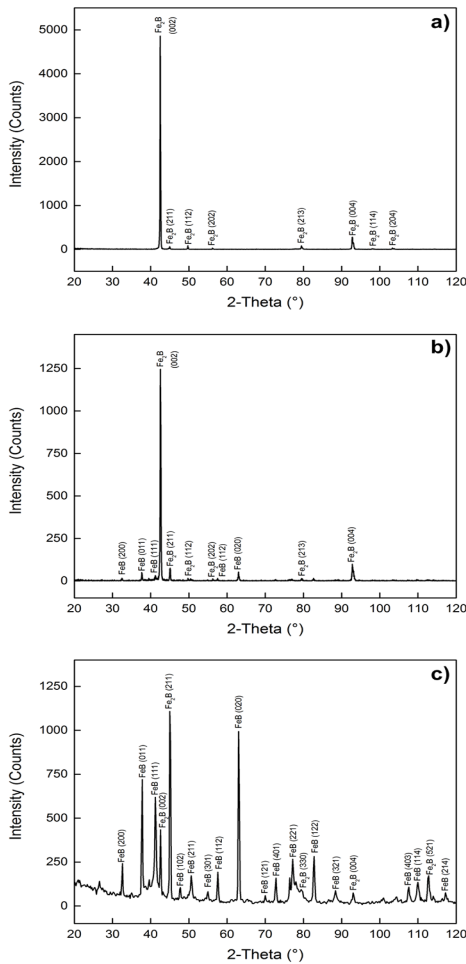 a)
Intensity (Counts)
5000
4000
3000
2000
1000
0
Fe₂B
(002)
Fe₂B (211)
Fe₂B (112)
Fe₂B (202)
Fe₂B (213)
Fe₂B (004)
Fe₂B (114)
Fe₂B (204)
20 30 40 50 60 70 80 90 100 110 120
2-Theta (°)
b)
Intensity (Counts)
1250
1000
750
500
250
0
FeB (200)
FeB (011)
FeB (111)
Fe₂B
(002)
Fe₂B (211)
Fe₂B (112)
Fe₂B (202)
FeB (112)
FeB (020)
Fe₂B (213)
Fe₂B (004)
20 30 40 50 60 70 80 90 100 110 120
2-Theta (°)
c)
Intensity (Counts)
1250
1000
750
500
250
0
FeB (200)
FeB (011)
FeB (111)
Fe₂B (002)
Fe₂B (211)
FeB (102)
FeB (211)
FeB (301)
FeB (112)
FeB (020)
FeB (121)
FeB (401)
FeB (221)
Fe₂B (330)
FeB (122)
FeB (321)
Fe₂B (004)
FeB (403)
FeB (114)
Fe₂B (521)
FeB (214)
20 30 40 50 60 70 80 90 100 110 120
2-Theta (°)